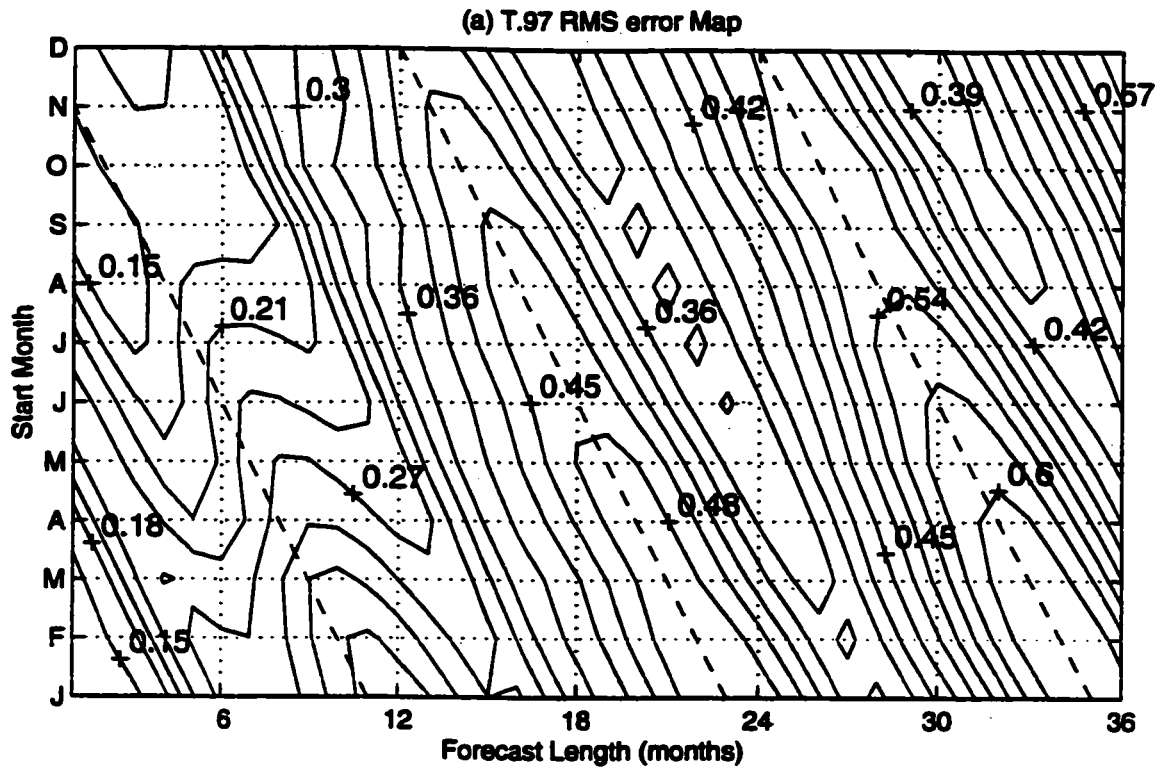 (a) T.97 RMS error Map
D
N
O
S
A
J
J
M
A
M
F
J
Start Month
0.3
0.42
0.39
0.57
0.15
0.21
0.36
0.36
0.54
0.42
0.45
0.27
0.48
0.6
0.18
0.45
0.15
6
12
18
24
30
36
Forecast Length (months)